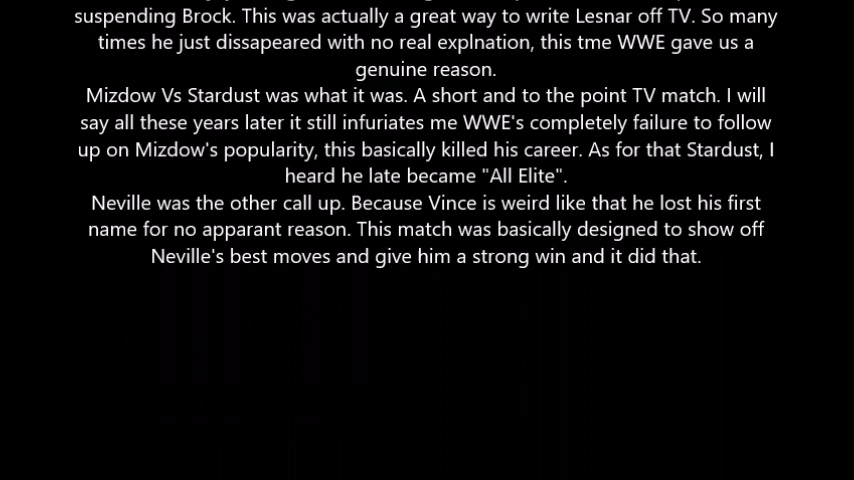 suspending Brock. This was actually a great way to write Lesnar off TV. So many
times he just dissapeared with no real explnation, this tme WWE gave us a
genuine reason.
Mizdow Vs Stardust was what it was. A short and to the point TV match. I will
say all these years later it still infuriates me WWE's completely failure to follow
up on Mizdow's popularity, this basically killed his career. As for that Stardust, I
heard he late became "All Elite".
Neville was the other call up. Because Vince is weird like that he lost his first
name for no apparant reason. This match was basically designed to show off
Neville's best moves and give him a strong win and it did that.